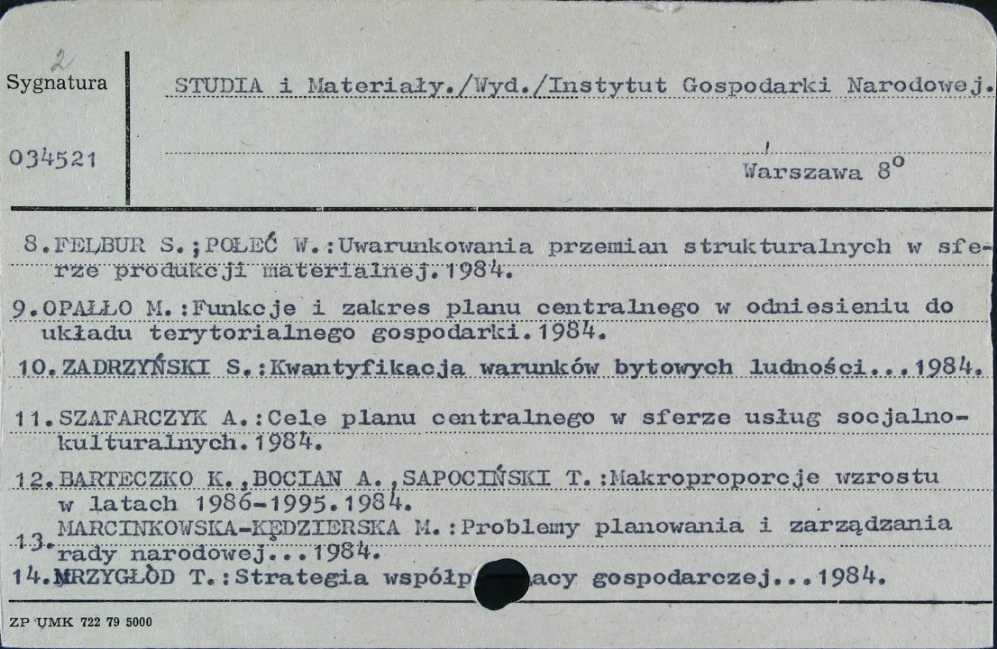 2
Sygnatura
STUDIA i Materiały./Wyd./Instytut Gospodarki Narodowej.
034521
Warszawa 8o
8.FELBUR S.;POŁEĆ W.:Uwarunkowania przemian strukturalnych w sfe-
rze produkcji materialnej.1984.
9.OPAŁŁO M.:Funkcje i zakres planu centralnego w odniesieniu do
układu terytorialnego gospodarki.1984.
10.ZADRZYŃSKI S.:Kwantyfikacja warunków bytowych ludności...1984.
11.SZAFARCZYK A.:Cele planu centralnego w sferze usług socjalno-
kulturalnych.1984.
12.BARTECZKO K.,BOCIAN A.,SAPOCIŃSKI T.:Makroproporcje wzrostu
w latach 1986-1995.1984.
13.MARCINKOWSKA-KĘDZIERSKA M.:Problemy planowania i zarządzania
rady narodowej...1984.
14.MRZYGŁÒD T.:Strategia współp acy gospodarczej...1984.
ZP UMK 722 79 5000